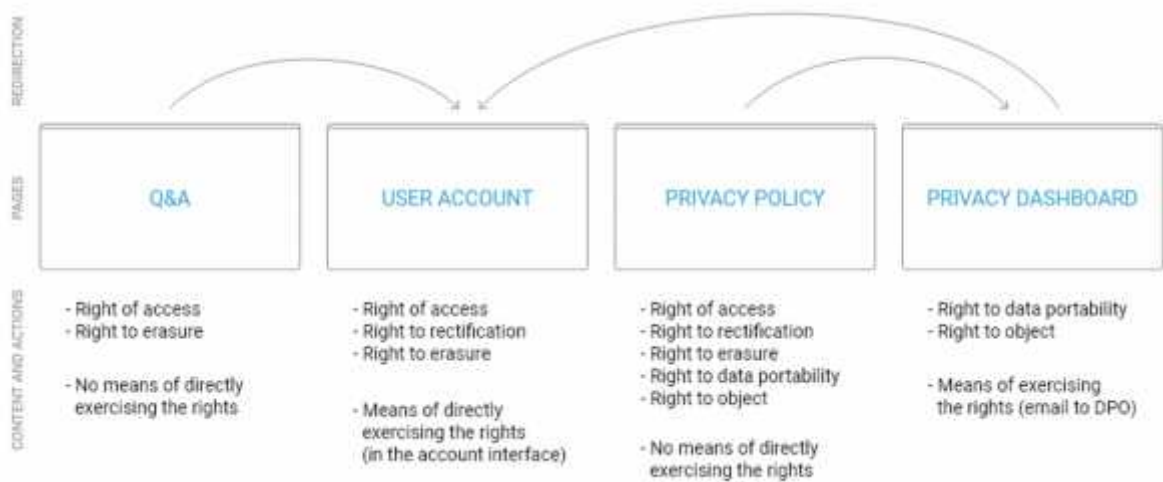 REDIRECTION
PAGES
Q&A
USER ACCOUNT
PRIVACY POLICY
PRIVACY DASHBOARD
CONTENT AND ACTIONS
- Right of access
- Right to erasure
- No means of directly
exercising the rights
- Right of access
- Right to rectification
- Right to erasure
- Means of directly
exercising the rights
(in the account interface)
- Right of access
- Right to rectification
- Right to erasure
- Right to data portability
- Right to object
- No means of directly
exercising the rights
- Right to data portability
- Right to object
- Means of exercising
the rights (email to DPO)